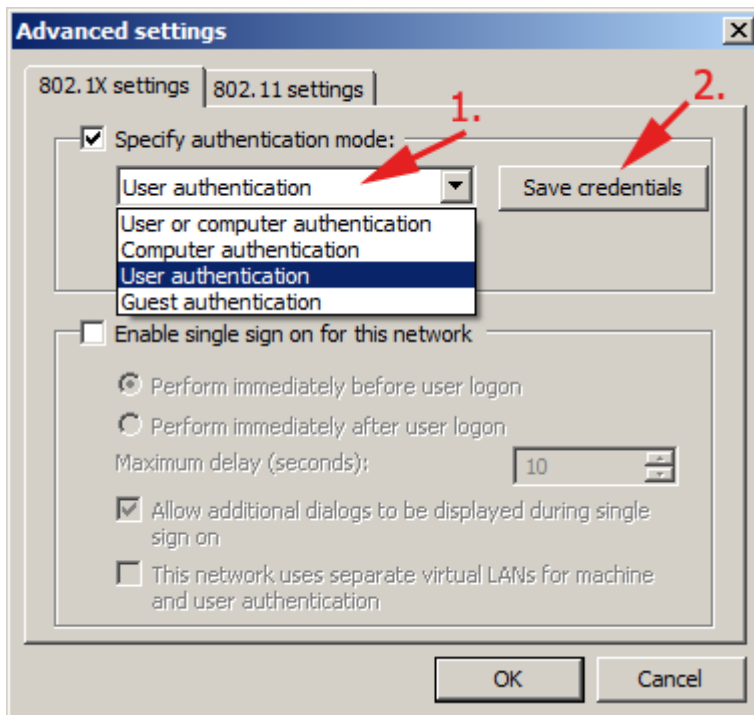 Advanced settings
802.1X settings
802.11 settings
1.
2.
Specify authentication mode:
User authentication
Save credentials
User or computer authentication
Computer authentication
User authentication
Guest authentication
Enable single sign on for this network
Perform immediately before user logon
Perform immediately after user logon
Maximum delay (seconds):
10
Allow additional dialogs to be displayed during single
sign on
This network uses separate virtual LANs for machine
and user authentication
OK
Cancel